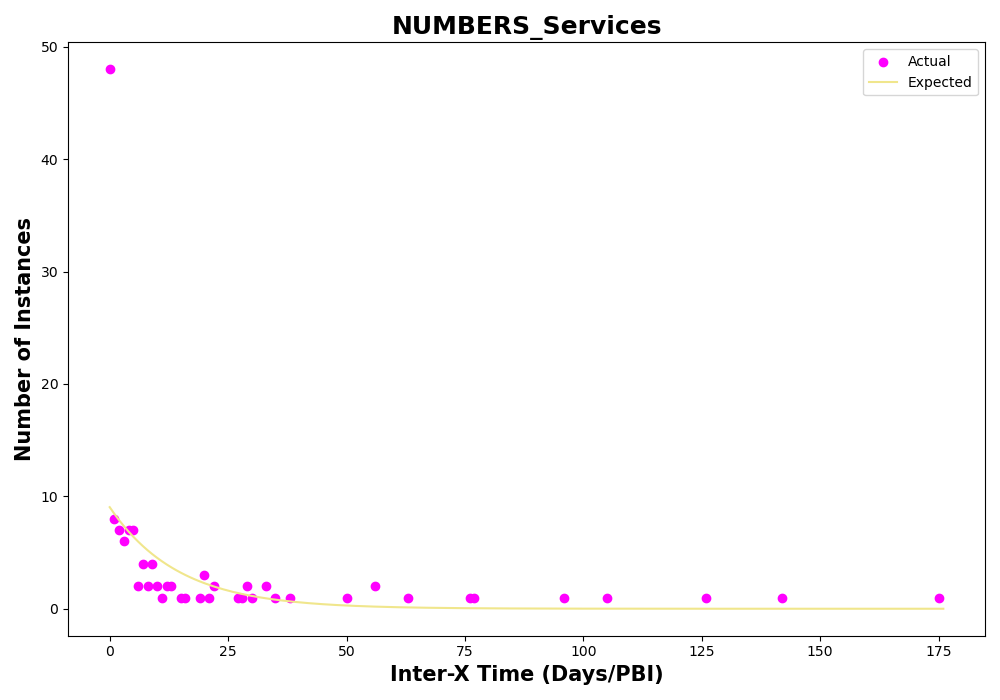 NUMBERS_Services
Actual
Expected
50
40
30
20
10
0
Number of Instances
0 25 50 75 100 125 150 175
Inter-X Time (Days/PBI)